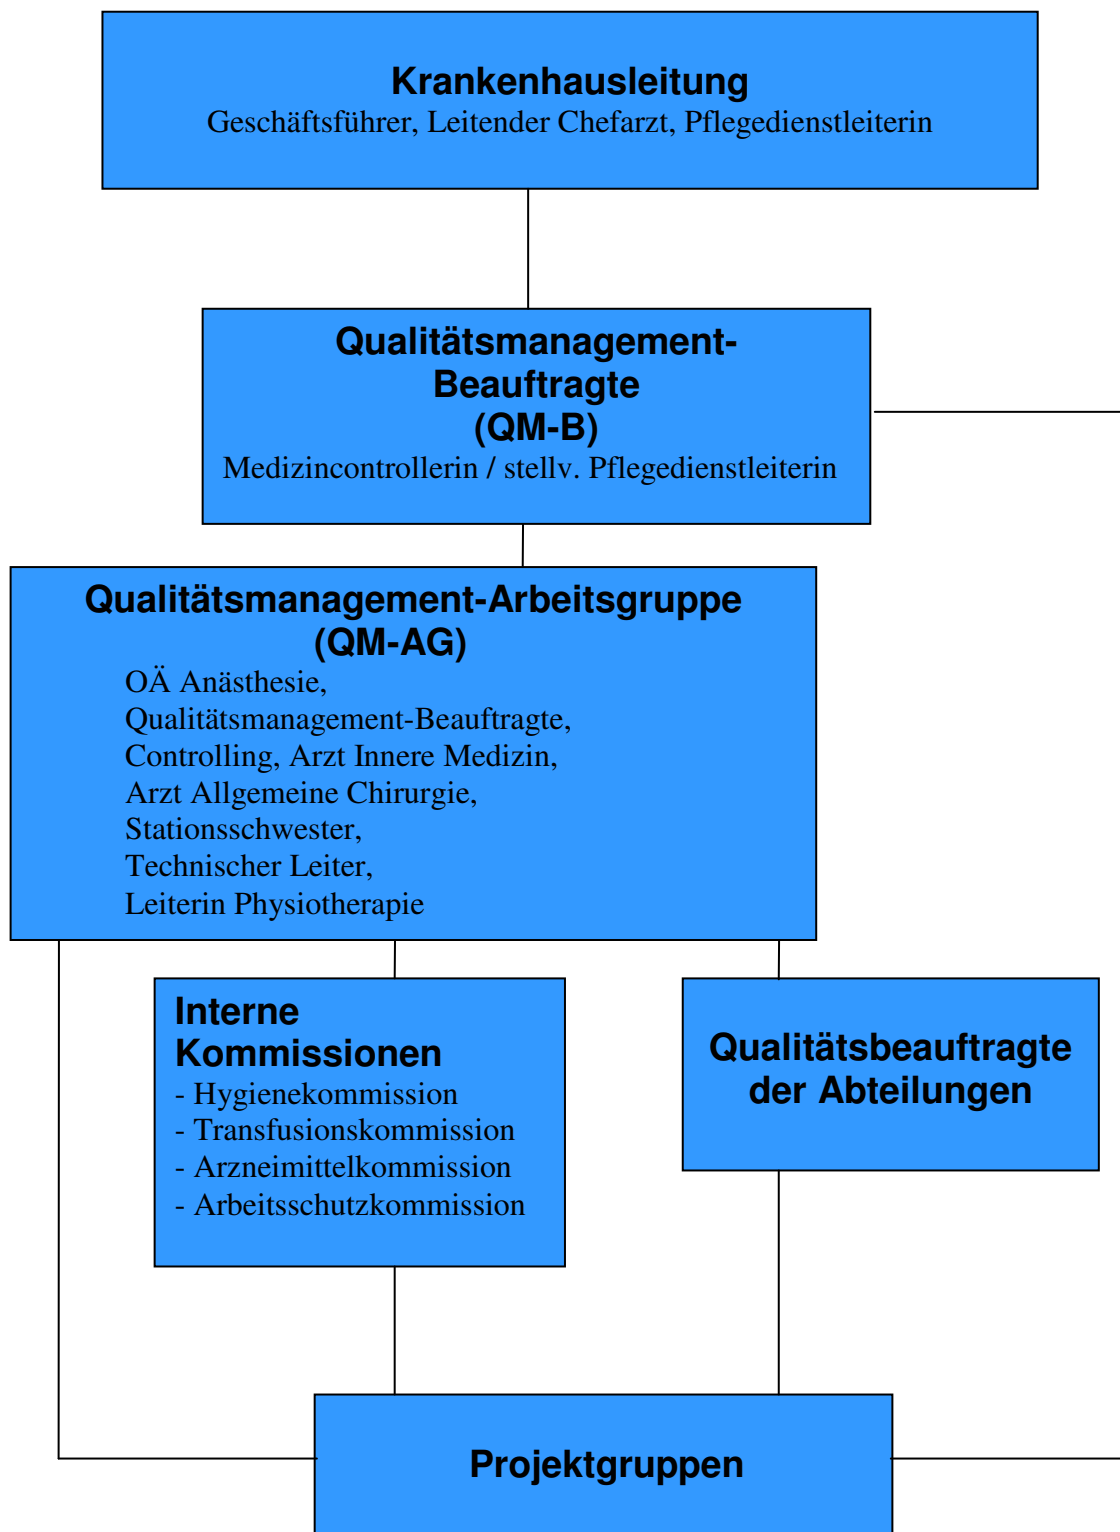 Krankenhausleitung
Geschäftsführer, Leitender Chefarzt, Pflegedienstleiterin
Qualitätsmanagement-
Beauftragte
(QM-B)
Medizincontrollerin / stellv. Pflegedienstleiterin
Qualitätsmanagement-Arbeitsgruppe
(QM-AG)
OÄ Anästhesie,
Qualitätsmanagement-Beauftragte,
Controlling, Arzt Innere Medizin,
Arzt Allgemeine Chirurgie,
Stationsschwester,
Technischer Leiter,
Leiterin Physiotherapie
Interne
Kommissionen
- Hygienekommission
- Transfusionskommission
- Arzneimittelkommission
- Arbeitsschutzkommission
Qualitätsbeauftragte
der Abteilungen
Projektgruppen